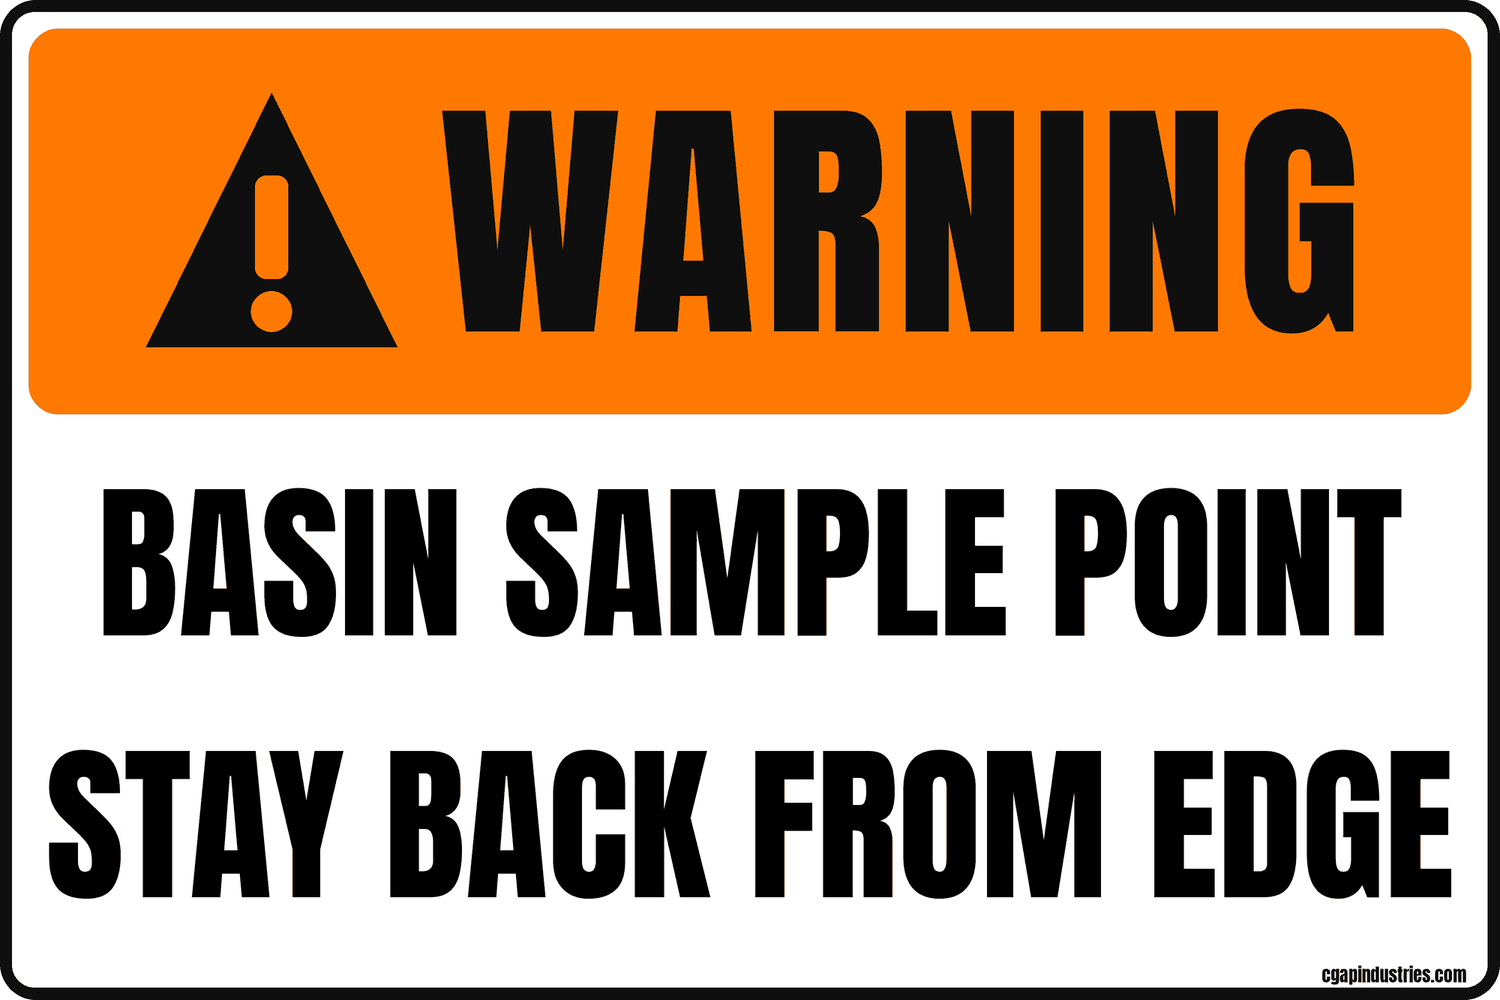 WARNING
BASIN SAMPLE POINT
STAY BACK FROM EDGE
cgapindustries.com